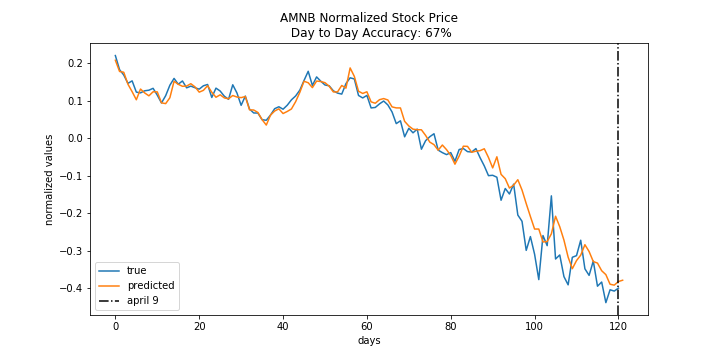 AMNB Normalized Stock Price
Day to Day Accuracy: 67%
normalized values
0.2
0.1
0.0
−0.1
−0.2
−0.3
−0.4
true
predicted
april 9
0 20 40 60 80 100 120
days